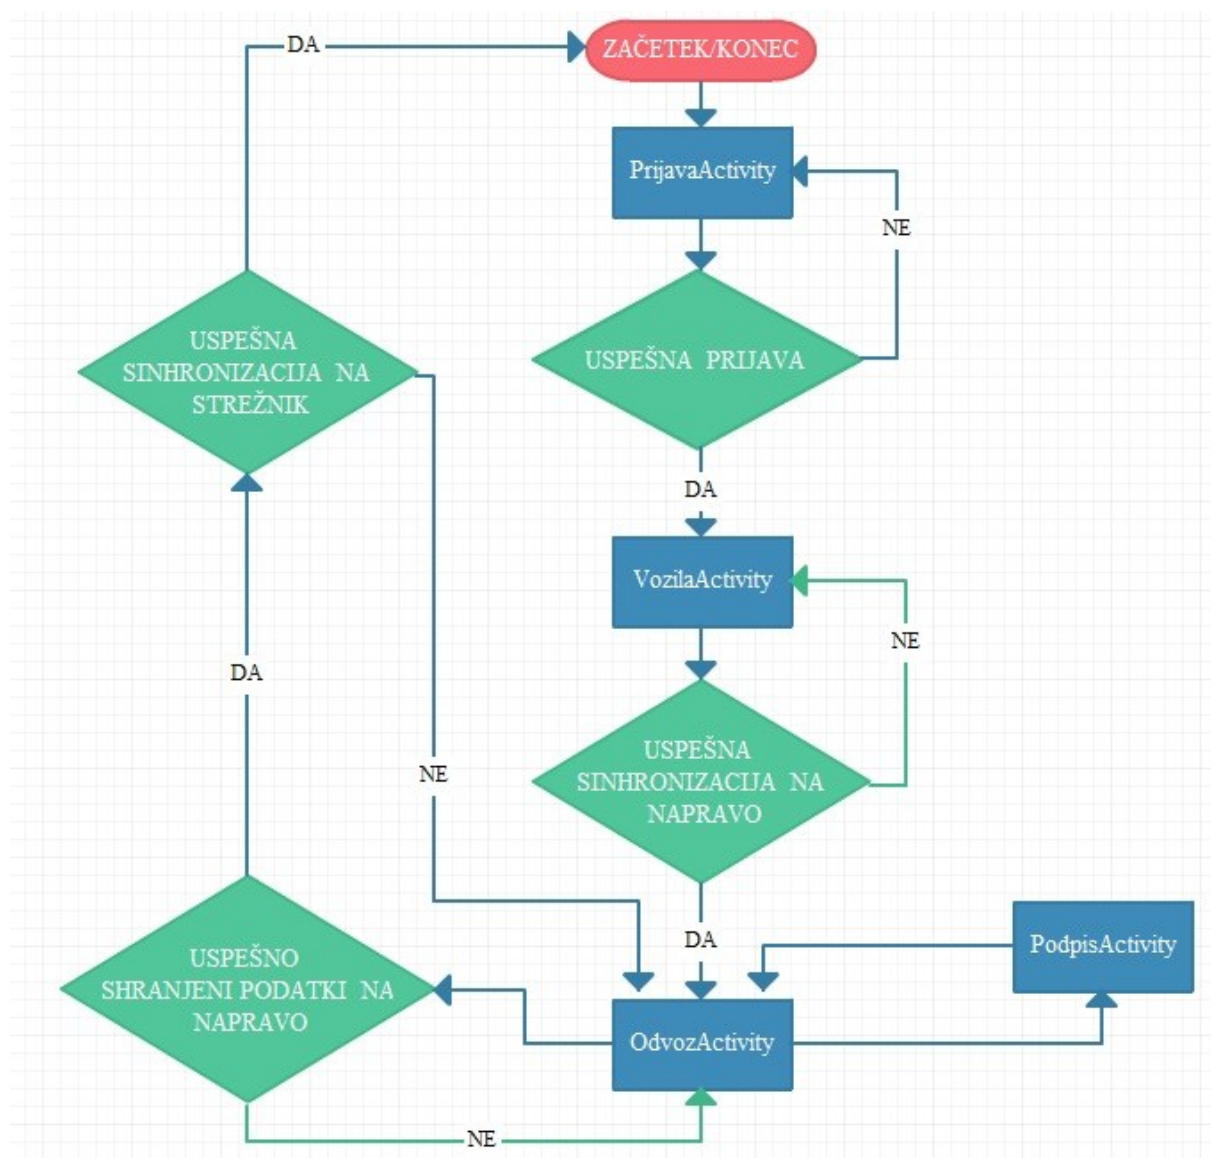 DA
ZAČETEK/KONEC
PrijavaActivity
NE
USPEŠNA
SINHRONIZACIJA NA
STREŽNIK
USPEŠNA PRIJAVA
DA
VozilaActivity
NE
DA
USPEŠNA
SINHRONIZACIJA NA
NAPRAVO
NE
DA
PodpisActivity
USPEŠNO
SHRANJENI PODATKI NA
NAPRAVO
OdvozActivity
NE